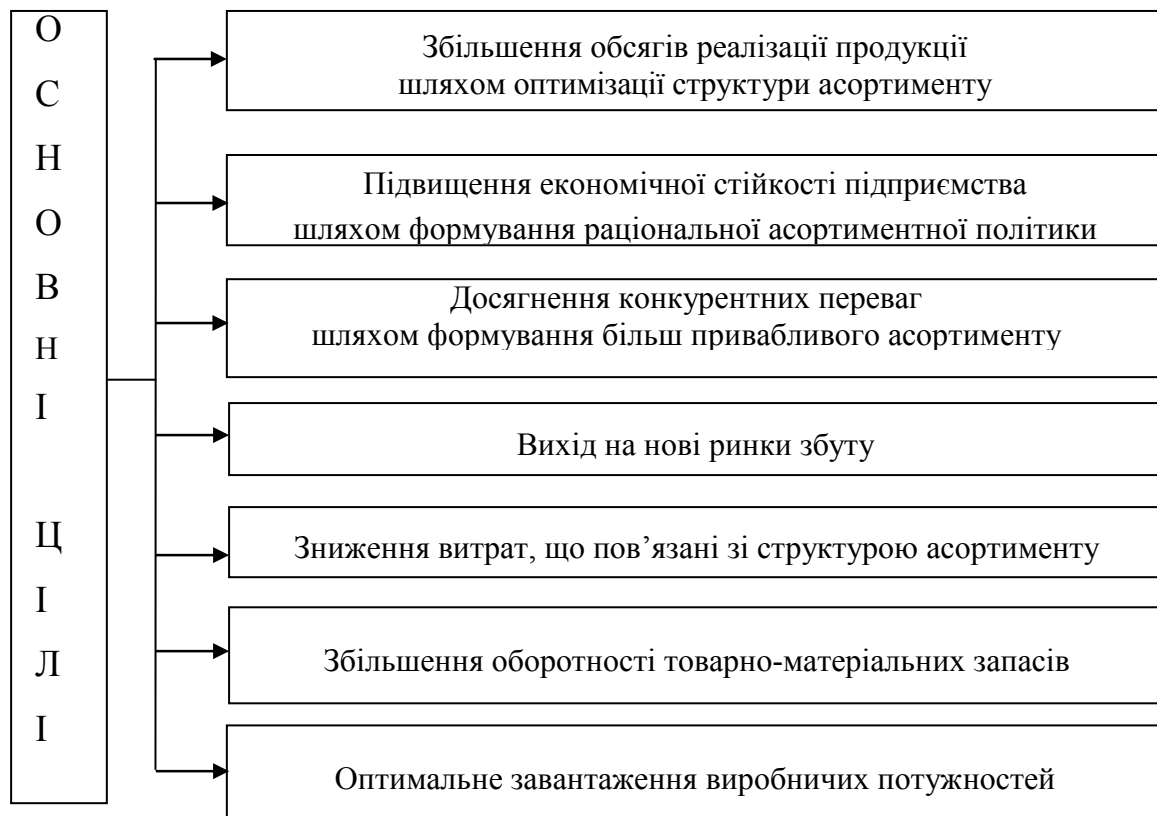 ОСНОВНІ ЦІЛІ
Збільшення обсягів реалізації продукції
шляхом оптимізації структури асортименту
Підвищення економічної стійкості підприємства
шляхом формування раціональної асортиментної політики
Досягнення конкурентних переваг
шляхом формування більш привабливого асортименту
Вихід на нові ринки збуту
Зниження витрат, що пов’язані зі структурою асортименту
Збільшення оборотності товарно-матеріальних запасів
Оптимальне завантаження виробничих потужностей